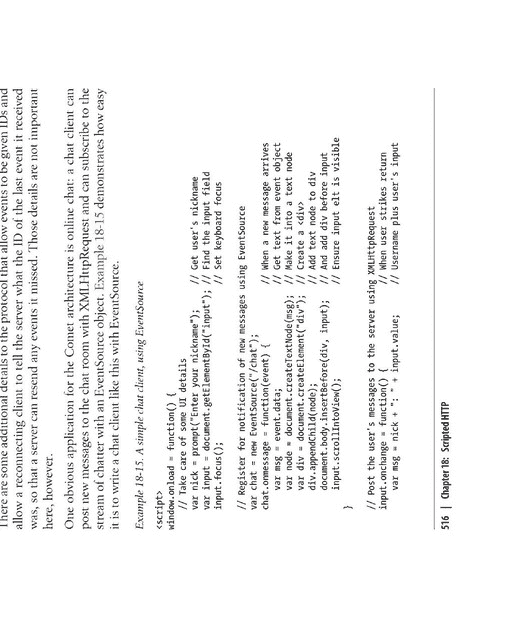 There are some additional details to the protocol that allow events to be given IDs and
allow a reconnecting client to tell the server what the ID of the last event it received
was, so that a server can resend any events it missed. Those details are not important
here, however.
One obvious application for the Comet architecture is online chat: a chat client can
post new messages to the chat room with XMLHttpRequest and can subscribe to the
stream of chatter with an EventSource object. Example 18-15 demonstrates how easy
it is to write a chat client like this with EventSource.
Example 18-15. A simple chat client, using EventSource
<script>
window.onload = function() {
// Take care of some UI details
var nick = prompt("Enter your nickname"); // Get user's nickname
var input = document.getElementById("input"); // Find the input field
input.focus(); // Set keyboard focus
// Register for notification of new messages using EventSource
var chat = new EventSource("/chat");
chat.onmessage = function(event) { // When a new message arrives
var msg = event.data; // Get text from event object
var node = document.createTextNode(msg); // Make it into a text node
var div = document.createElement("div"); // Create a <div>
div.appendChild(node); // Add text node to div
document.body.insertBefore(div, input); // And add div before input
input.scrollIntoView(); // Ensure input elt is visible
}
// Post the user's messages to the server using XMLHttpRequest
input.onchange = function() { // When user strikes return
var msg = nick + ": " + input.value; // Username plus user's input
516 | Chapter 18: Scripted HTTP